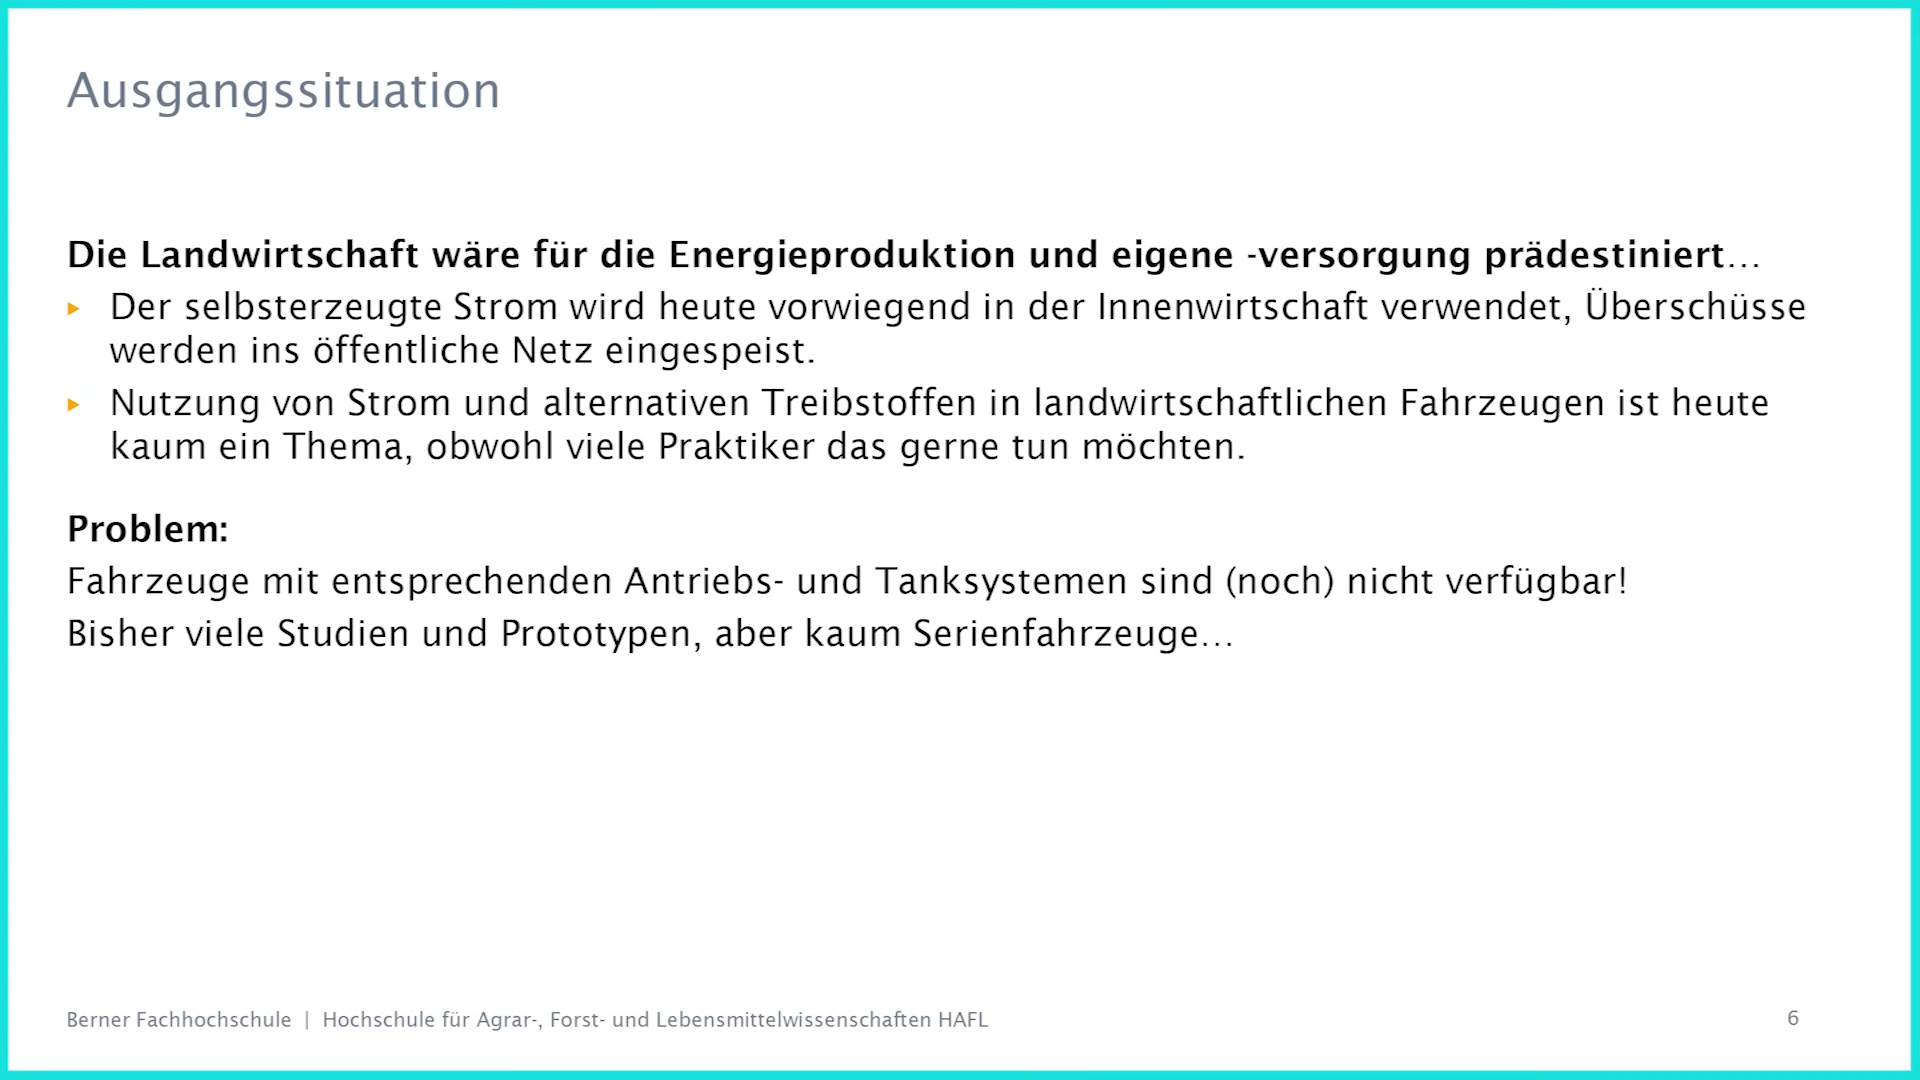 Ausgangssituation
Die Landwirtschaft wäre für die Energieproduktion und eigene -versorgung prädestiniert…
▸ Der selbsterzeugte Strom wird heute vorwiegend in der Innenwirtschaft verwendet, Überschüsse
werden ins öffentliche Netz eingespeist.
▸ Nutzung von Strom und alternativen Treibstoffen in landwirtschaftlichen Fahrzeugen ist heute
kaum ein Thema, obwohl viele Praktiker das gerne tun möchten.
Problem:
Fahrzeuge mit entsprechenden Antriebs- und Tanksystemen sind (noch) nicht verfügbar!
Bisher viele Studien und Prototypen, aber kaum Serienfahrzeuge…
Berner Fachhochschule | Hochschule für Agrar-, Forst- und Lebensmittelwissenschaften HAFL
6